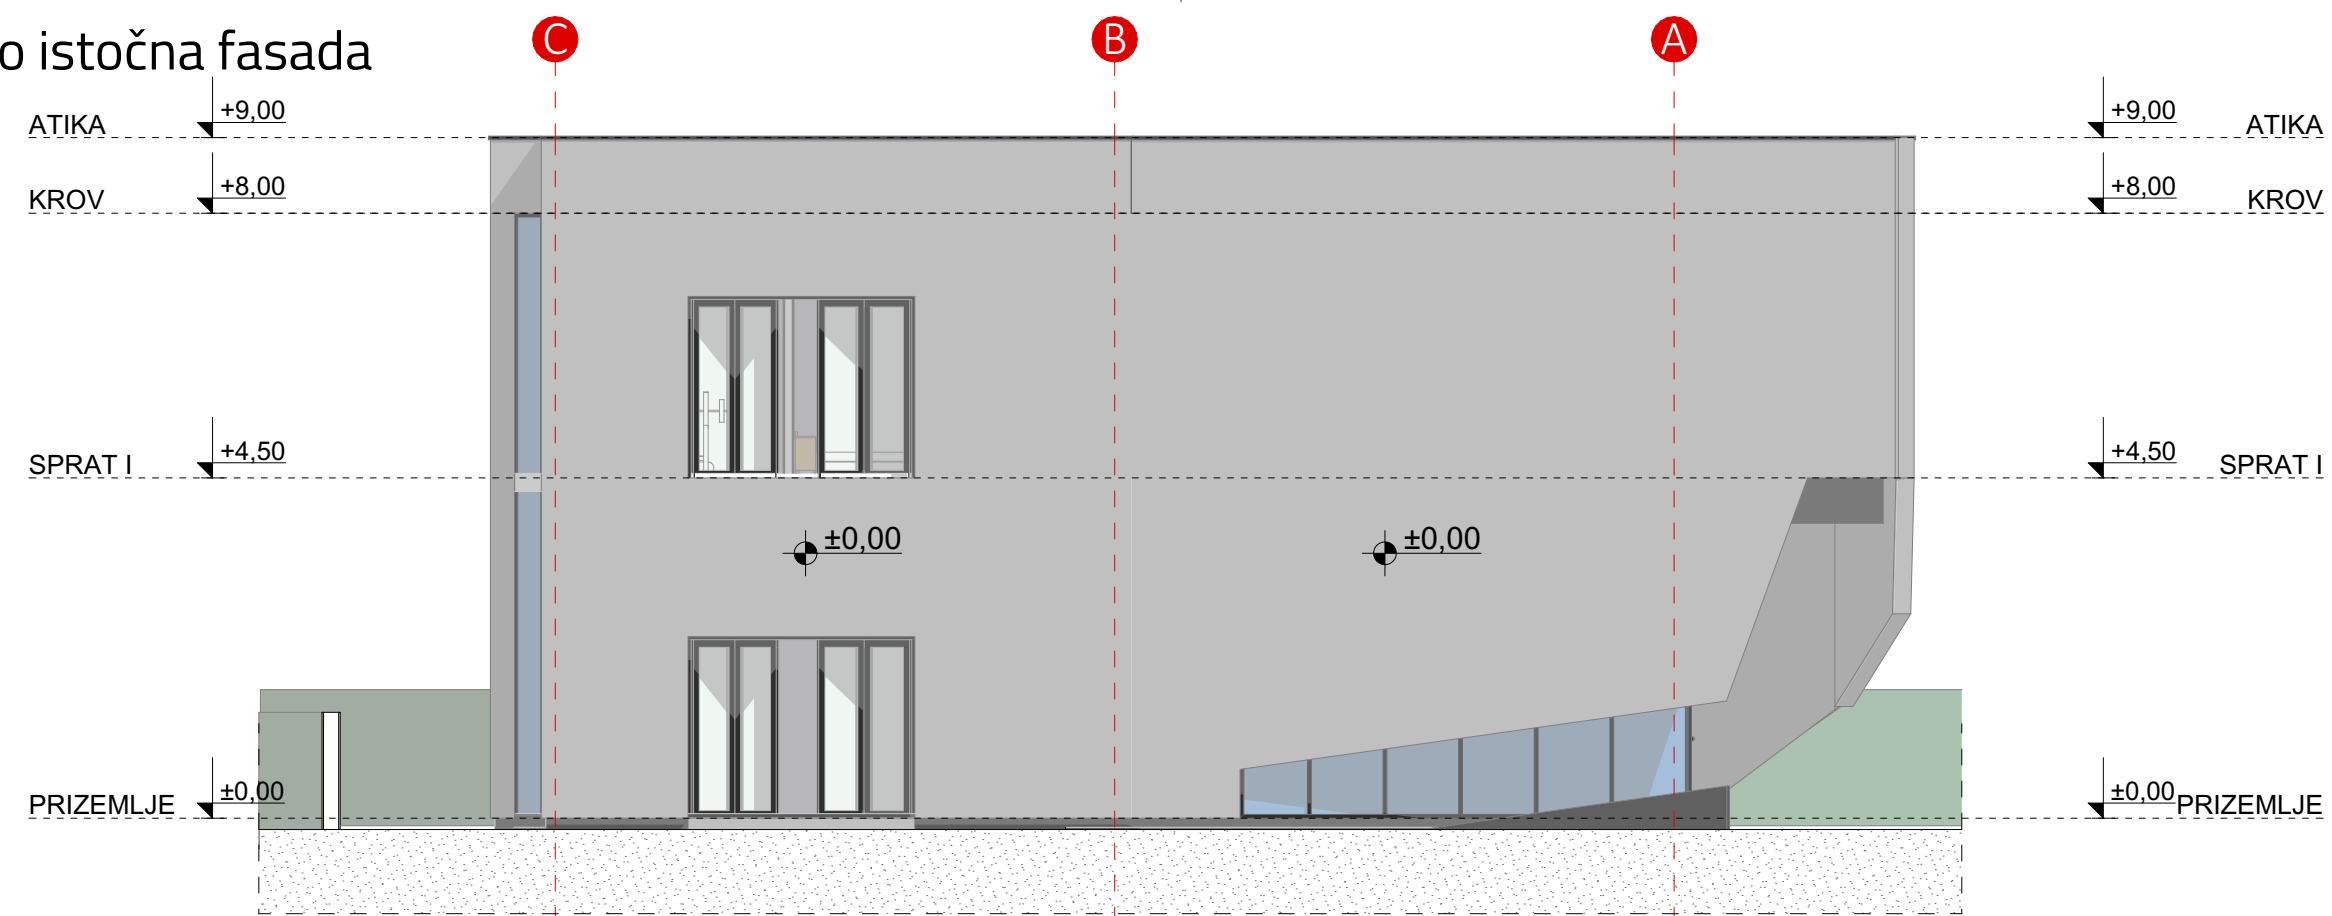 o istočna fasada
C B A
+9,00 +9,00
ATIKA ATIKA
+8,00 +8,00
KROV KROV
+4,50 +4,50
SPRAT I SPRAT I
±0,00 ±0,00
±0,00 ±0,00
PRIZEMLJE PRIZEMLJE